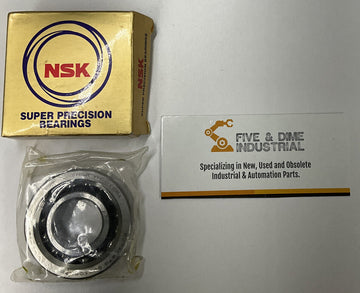 NSK
SUPER PRECISION
BEARINGS
NSK
FIVE & DIME
INDUSTRIAL
Specializing in New, Used and Obsolete
Industrial & Automation Parts.